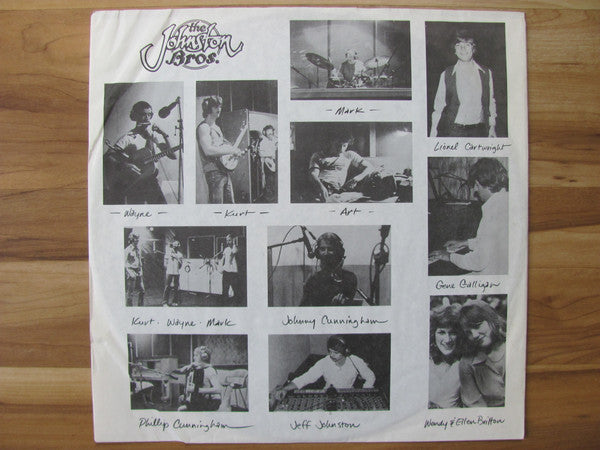 the
Johnston
Bros.
- Mark -
Lionel Cartwright
- Wayne -
- Kurt -
- Art -
Gene Galligan
Kurt · Wayne · Mark
Johnny Cunningham
Phillip Cunningham
Jeff Johnston
Wendy & Ellen Britton